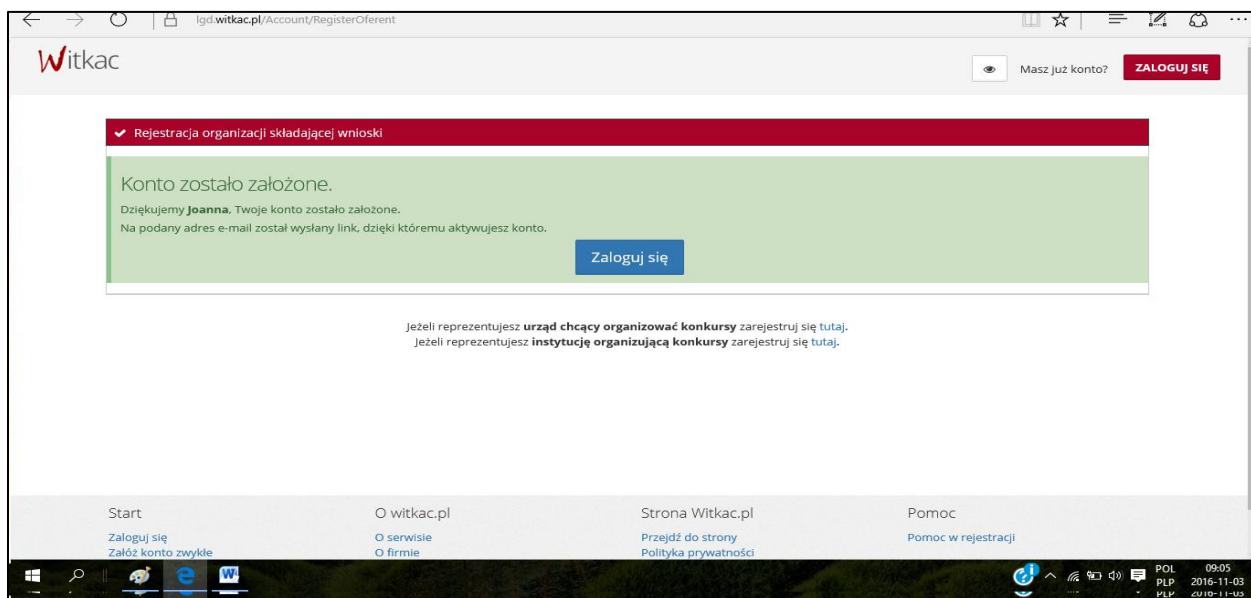 lgd.witkac.pl/Account/RegisterOferent
Witkac
Masz już konto? ZALOGUJ SIĘ
Rejestracja organizacji składającej wnioski
Konto zostało założone.
Dziękujemy Joanna, Twoje konto zostało założone.
Na podany adres e-mail został wysłany link, dzięki któremu aktywujesz konto.
Zaloguj się
Jeżeli reprezentujesz urząd chcący organizować konkursy zarejestruj się tutaj.
Jeżeli reprezentujesz instytucję organizującą konkursy zarejestruj się tutaj.
Start O witkac.pl Strona Witkac.pl Pomoc
Zaloguj się O serwisie Przejdź do strony Pomoc w rejestracji
Załóż konto zwykłe O firmie Polityka prywatności
POL 09:05
PLP 2016-11-03
PLP 2016-11-03